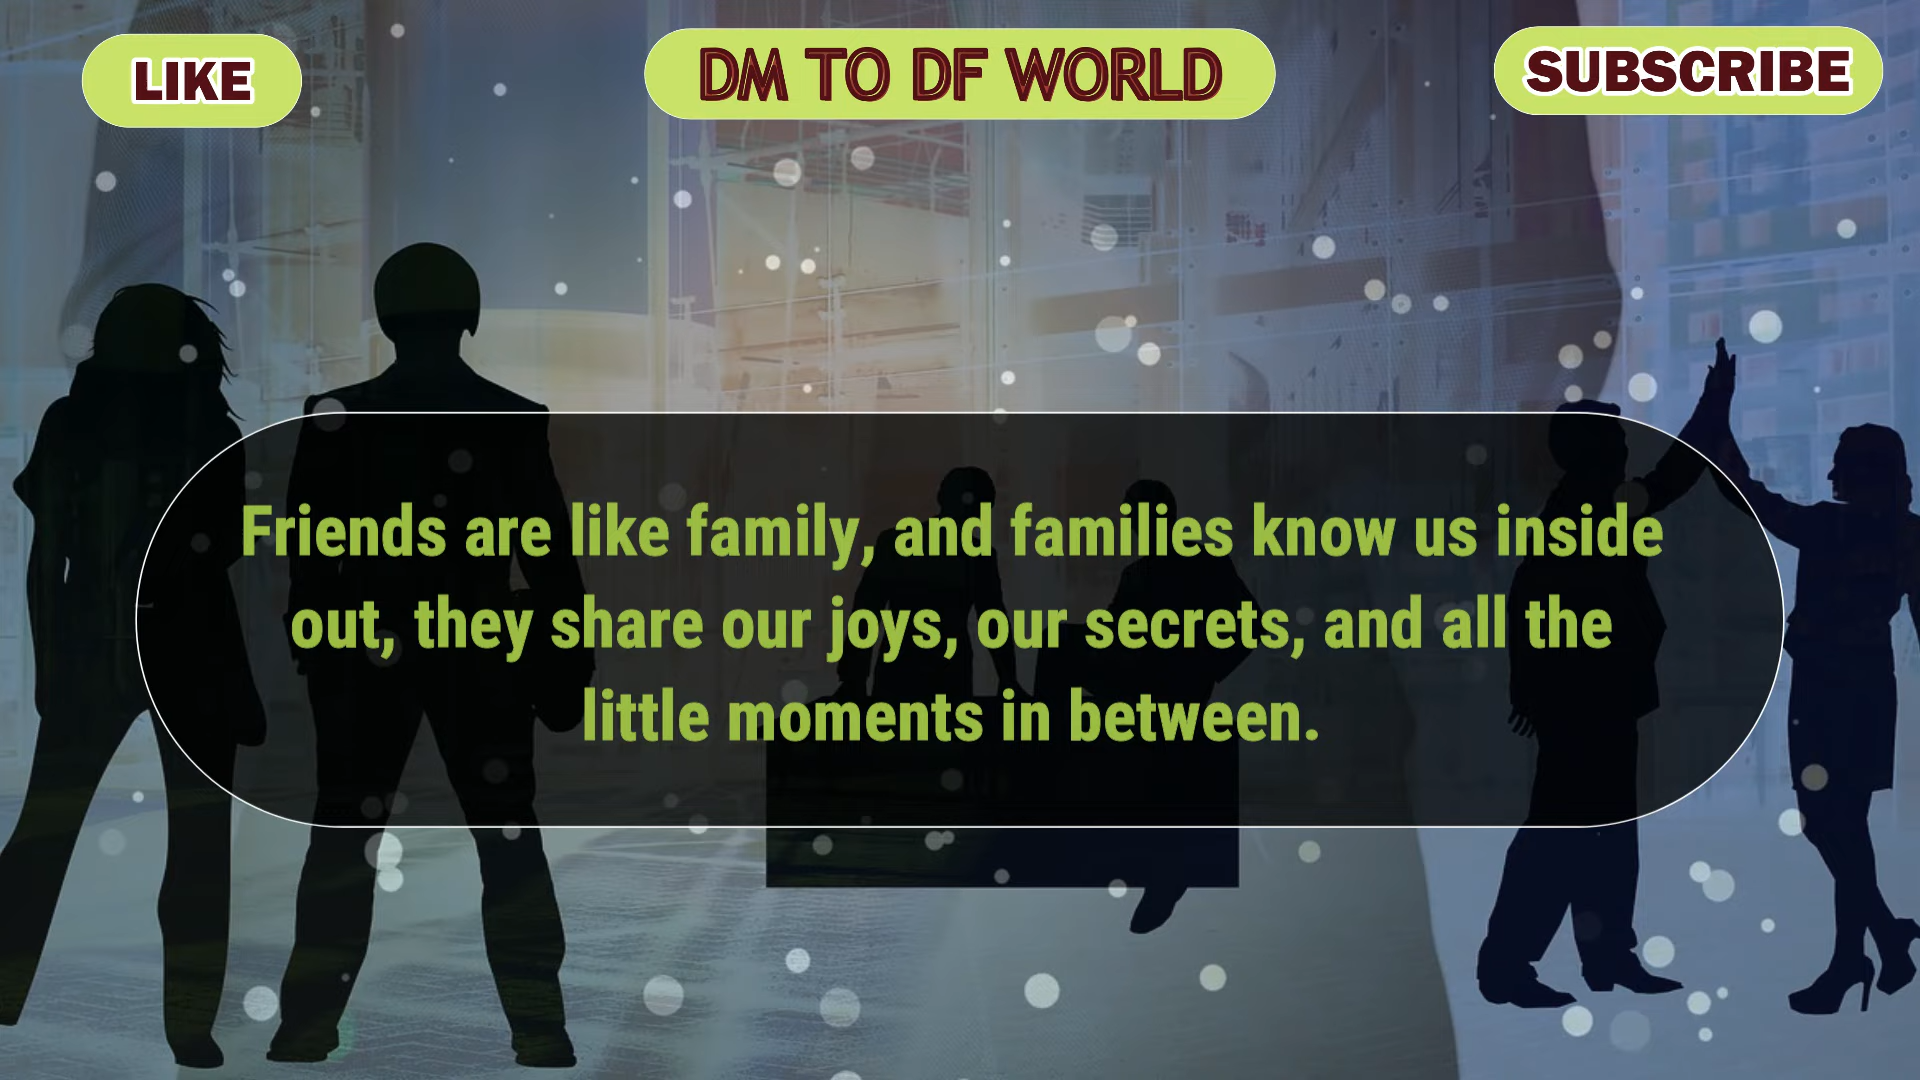 LIKE
DM TO DF WORLD
SUBSCRIBE
Friends are like family, and families know us inside
out, they share our joys, our secrets, and all the
little moments in between.